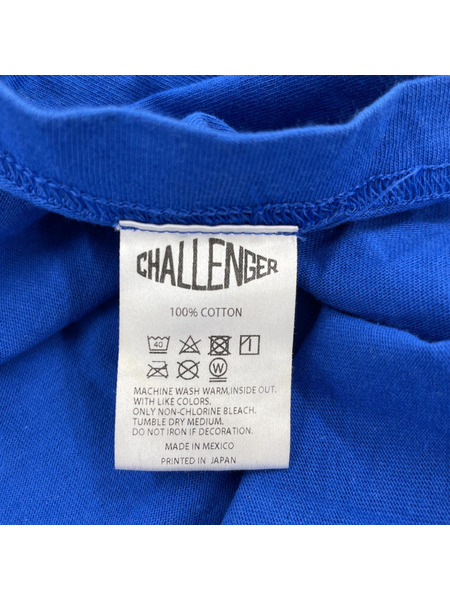 CHALLENGER
100% COTTON
40
W
MACHINE WASH WARM,INSIDE OUT.
WITH LIKE COLORS.
ONLY NON-CHLORINE BLEACH.
TUMBLE DRY MEDIUM.
DO NOT IRON IF DECORATION.
MADE IN MEXICO
PRINTED IN JAPAN